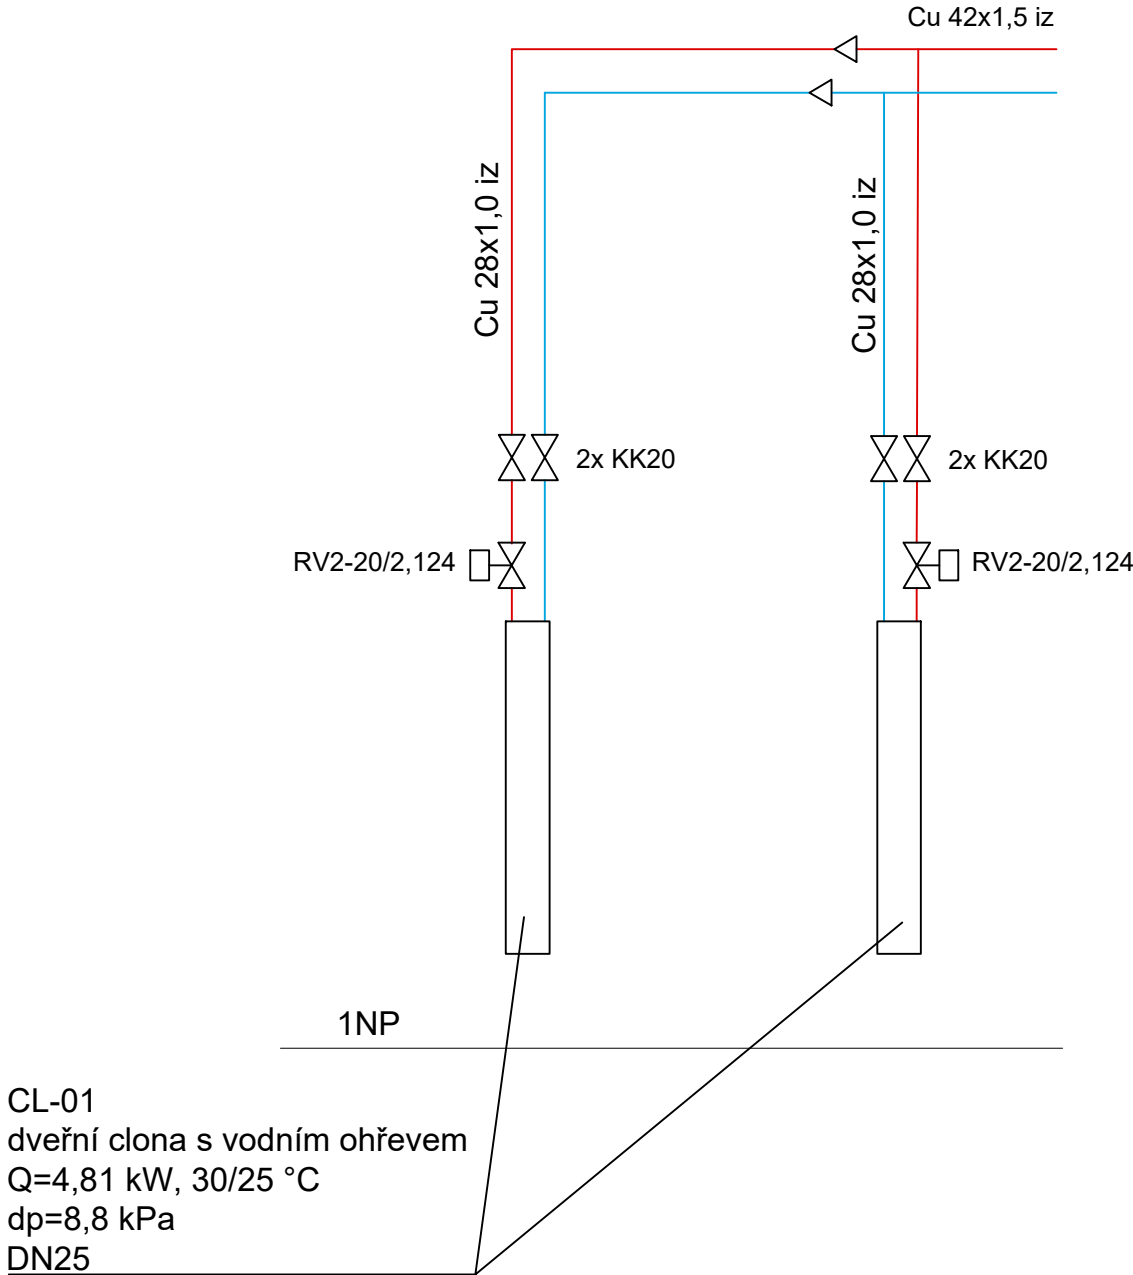 Cu 42x1,5 iz
Cu 28x1,0 iz
Cu 28x1,0 iz
2x KK20
2x KK20
RV2-20/2,124
RV2-20/2,124
1NP
CL-01
dveřní clona s vodním ohřevem
Q=4,81 kW, 30/25 °C
dp=8,8 kPa
DN25